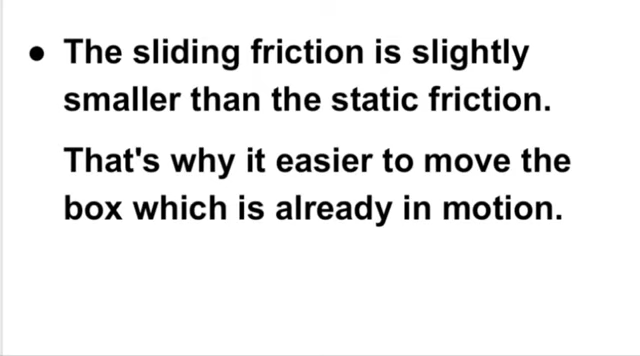 ● The sliding friction is slightly
smaller than the static friction.
That's why it easier to move the
box which is already in motion.